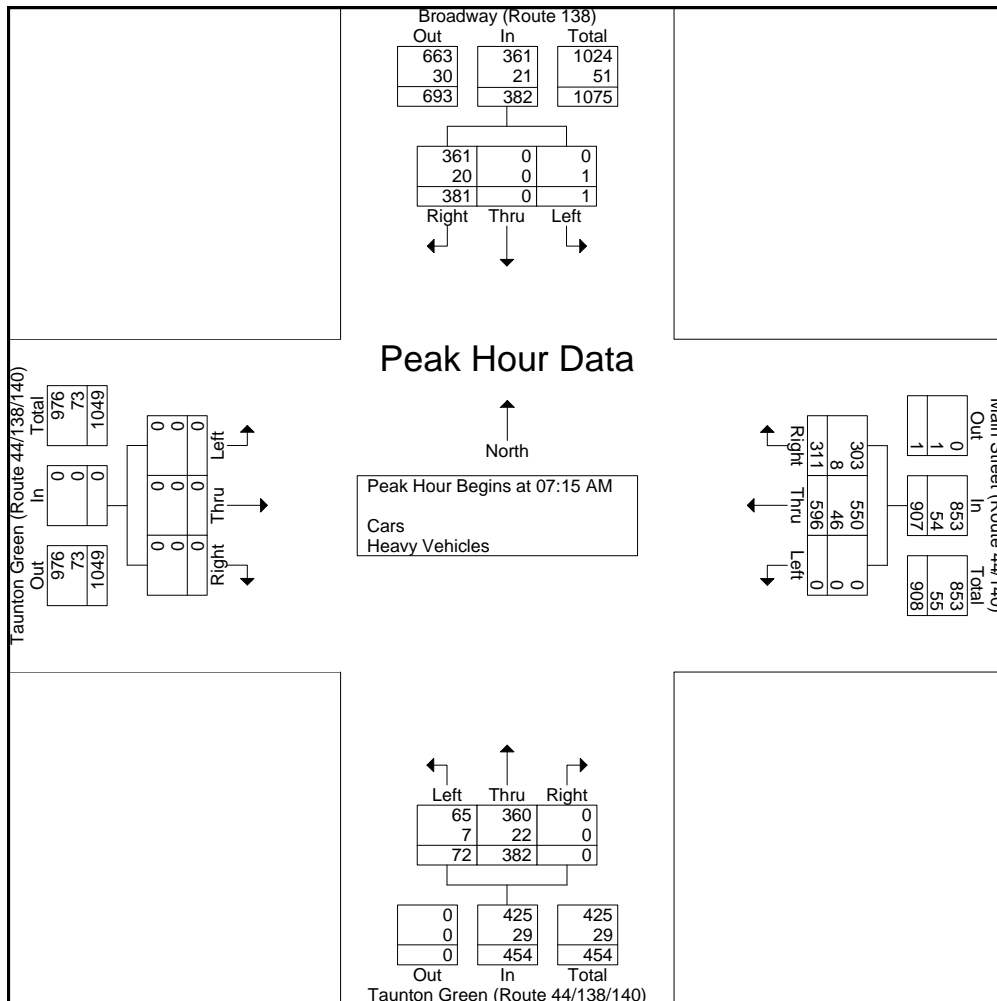 Broadway (Route 138)
Out In Total
663 361 1024
30 21 51
693 382 1075
361 0 0
20 0 1
381 0 1
Right Thru Left
Peak Hour Data
North
Peak Hour Begins at 07:15 AM
Cars
Heavy Vehicles
Taunton Green (Route 44/138/140)
Out In Total
976 0 976
73 0 73
1049 0 1049
0 0 0
0 0 0
0 0 0
Right Thru Left
Main Street (Route 44/140)
Out In Total
0 853 853
1 54 55
1 907 908
303 550 0
8 46 0
311 596 0
Right Thru Left
Left Thru Right
65 360 0
7 22 0
72 382 0
0 425 425
0 29 29
0 454 454
Out In Total
Taunton Green (Route 44/138/140)